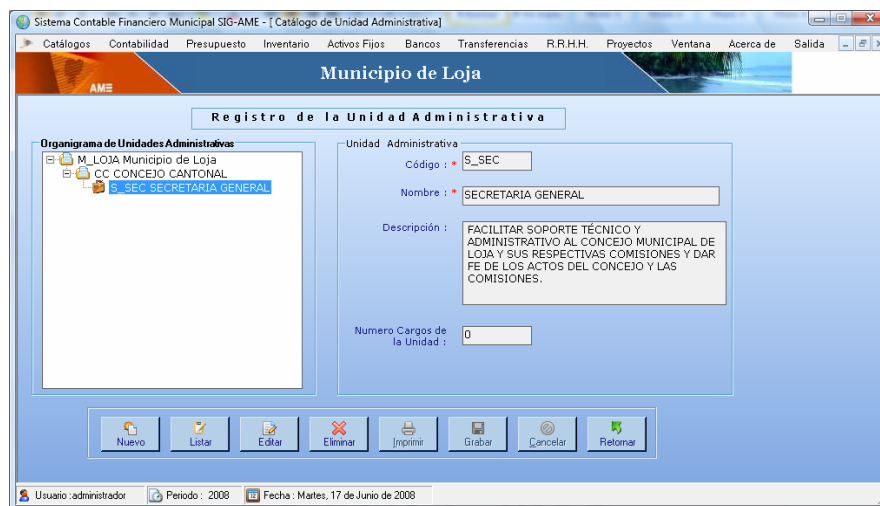 Sistema Contable Financiero Municipal SIG-AME - [ Catálogo de Unidad Administrativa]
Catálogos Contabilidad Presupuesto Inventario Activos Fijos Bancos Transferencias R.R.H.H. Proyectos Ventana Acerca de Salida
AME
Municipio de Loja
Registro de la Unidad Administrativa
Organigrama de Unidades Administrativas
M_LOJA Municipio de Loja
CC CONCEJO CANTONAL
S_SEC SECRETARIA GENERAL
Unidad Administrativa
Código : * S_SEC
Nombre : * SECRETARIA GENERAL
Descripción :
FACILITAR SOPORTE TÉCNICO Y
ADMINISTRATIVO AL CONCEJO MUNICIPAL DE
LOJA Y SUS RESPECTIVAS COMISIONES Y DAR
FE DE LOS ACTOS DEL CONCEJO Y LAS
COMISIONES.
Numero Cargos de
la Unidad : 0
Nuevo Listar Editar Eliminar Imprimir Grabar Cancelar Retornar
Usuario :administrador Periodo : 2008 12 Fecha : Martes, 17 de Junio de 2008